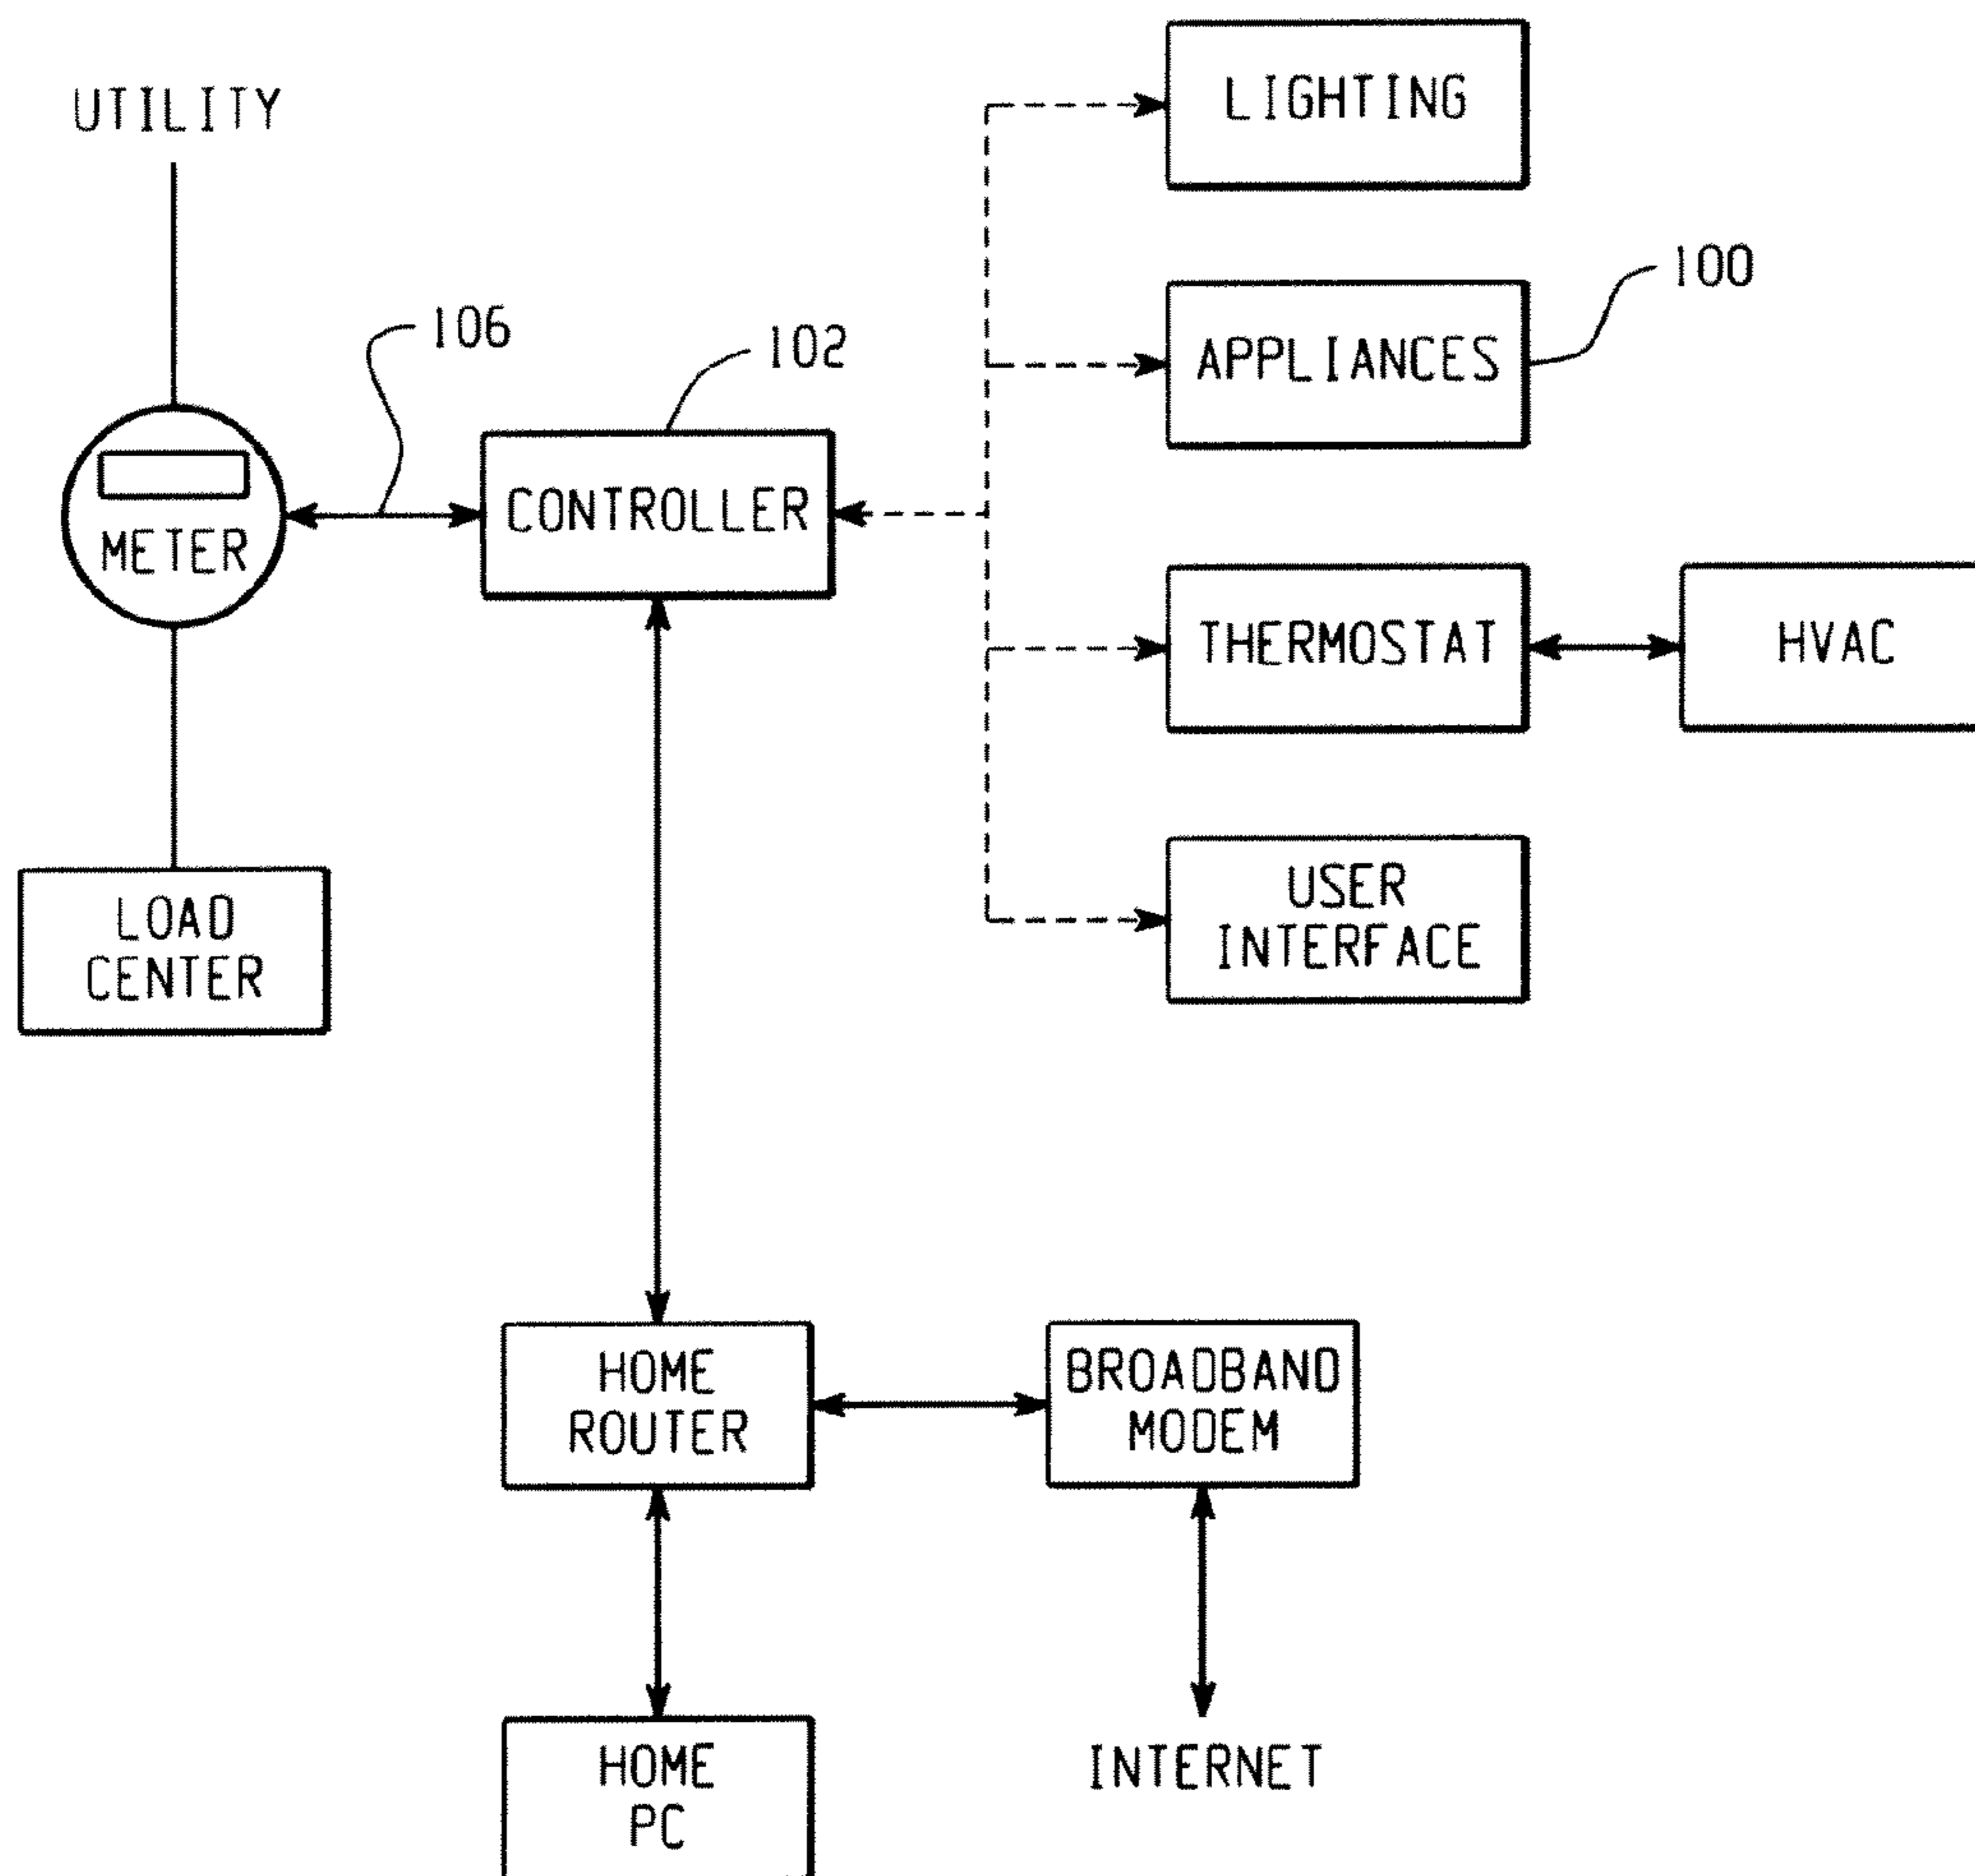 LIGHTING
UTILITY
100
106
102
APPLIANCES
CONTROLLER
METER
THERMOSTAT
HVAC
USER
INTERFACE
LOAD
CENTER
HOME
ROUTER
BROADBAND
MODEM
HOME
PC
INTERNET